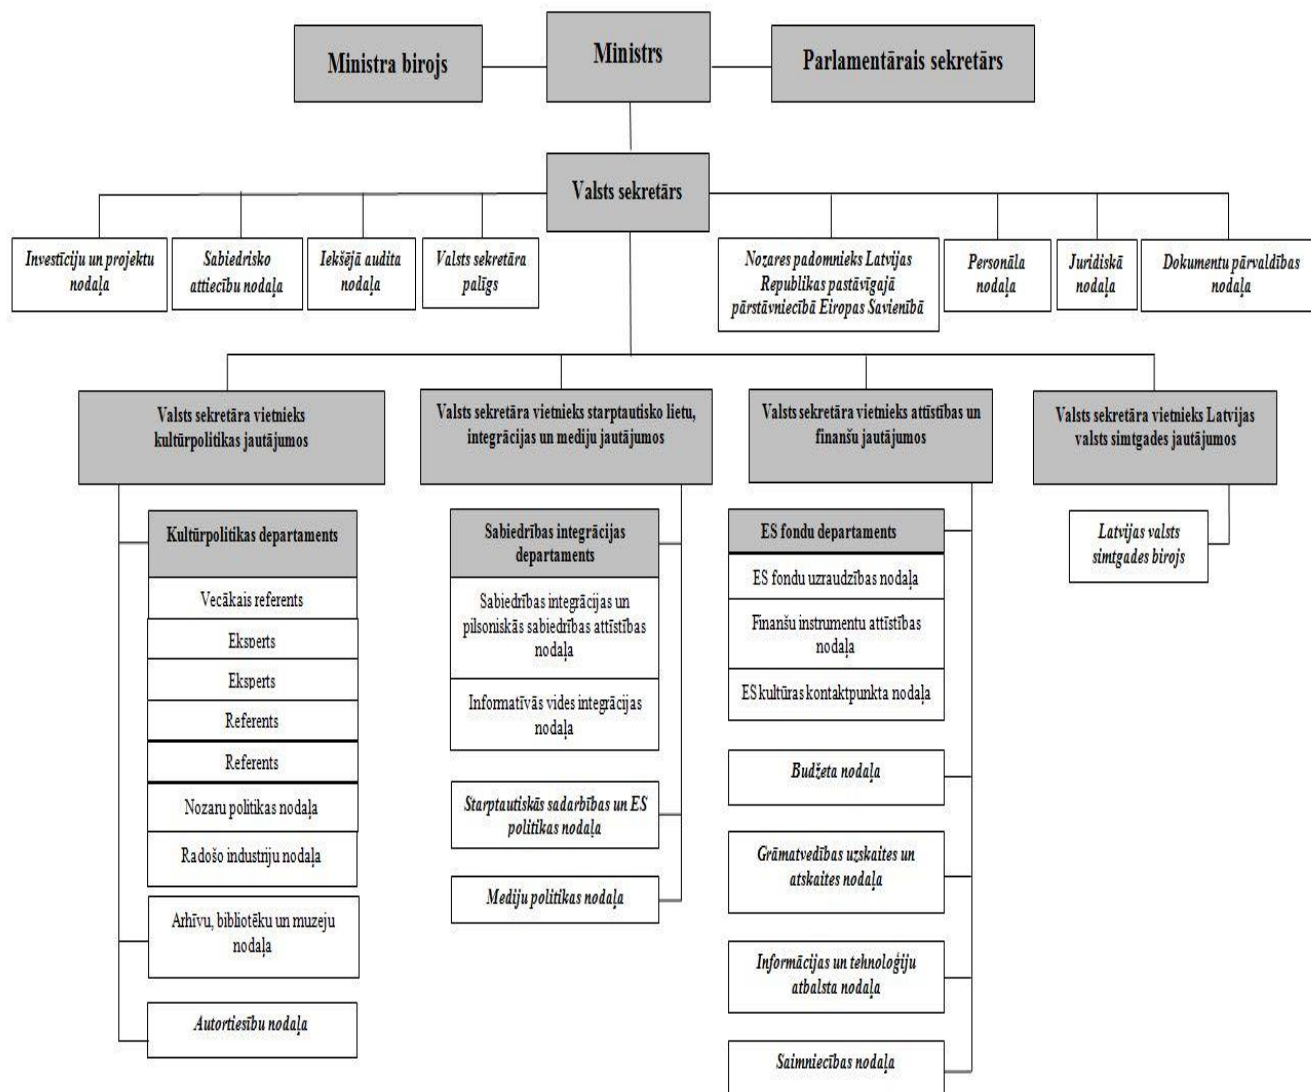 Ministra birojs
Ministrs
Parlamentārais sekretārs
Valsts sekretārs
Investīciju un projektu
nodaļa
Sabiedrisko
attiecību nodaļa
Iekšējā audita
nodaļa
Valsts sekretāra
palīgs
Nozares padomnieks Latvijas
Republikas pastāvīgajā
pārstāvniecībā Eiropas Savienībā
Personāla
nodaļa
Juridiskā
nodaļa
Dokumentu pārvaldības
nodaļa
Valsts sekretāra vietnieks
kultūrpolitikas jautājumos
Valsts sekretāra vietnieks starptautisko lietu,
integrācijas un mediju jautājumos
Valsts sekretāra vietnieks attīstības un
finanšu jautājumos
Valsts sekretāra vietnieks Latvijas
valsts simtgades jautājumos
Kultūrpolitikas departaments
Vecākais referents
Eksperts
Eksperts
Referents
Referents
Nozaru politikas nodaļa
Radošo industriju nodaļa
Arhīvu, bibliotēku un muzeju
nodaļa
Autortiesību nodaļa
Sabiedrības integrācijas
departaments
Sabiedrības integrācijas un
pilsoniskās sabiedrības attīstības
nodaļa
Informatīvās vides integrācijas
nodaļa
Starptautiskās sadarbības un ES
politikas nodaļa
Mediju politikas nodaļa
ES fondu departaments
ES fondu uzraudzības nodaļa
Finanšu instrumentu attīstības
nodaļa
ES kultūras kontaktpunkta nodaļa
Budžeta nodaļa
Grāmatvedības uzskaites un
atskaites nodaļa
Informācijas un tehnoloģiju
atbalsta nodaļa
Saimniecības nodaļa
Latvijas valsts
simtgades birojs